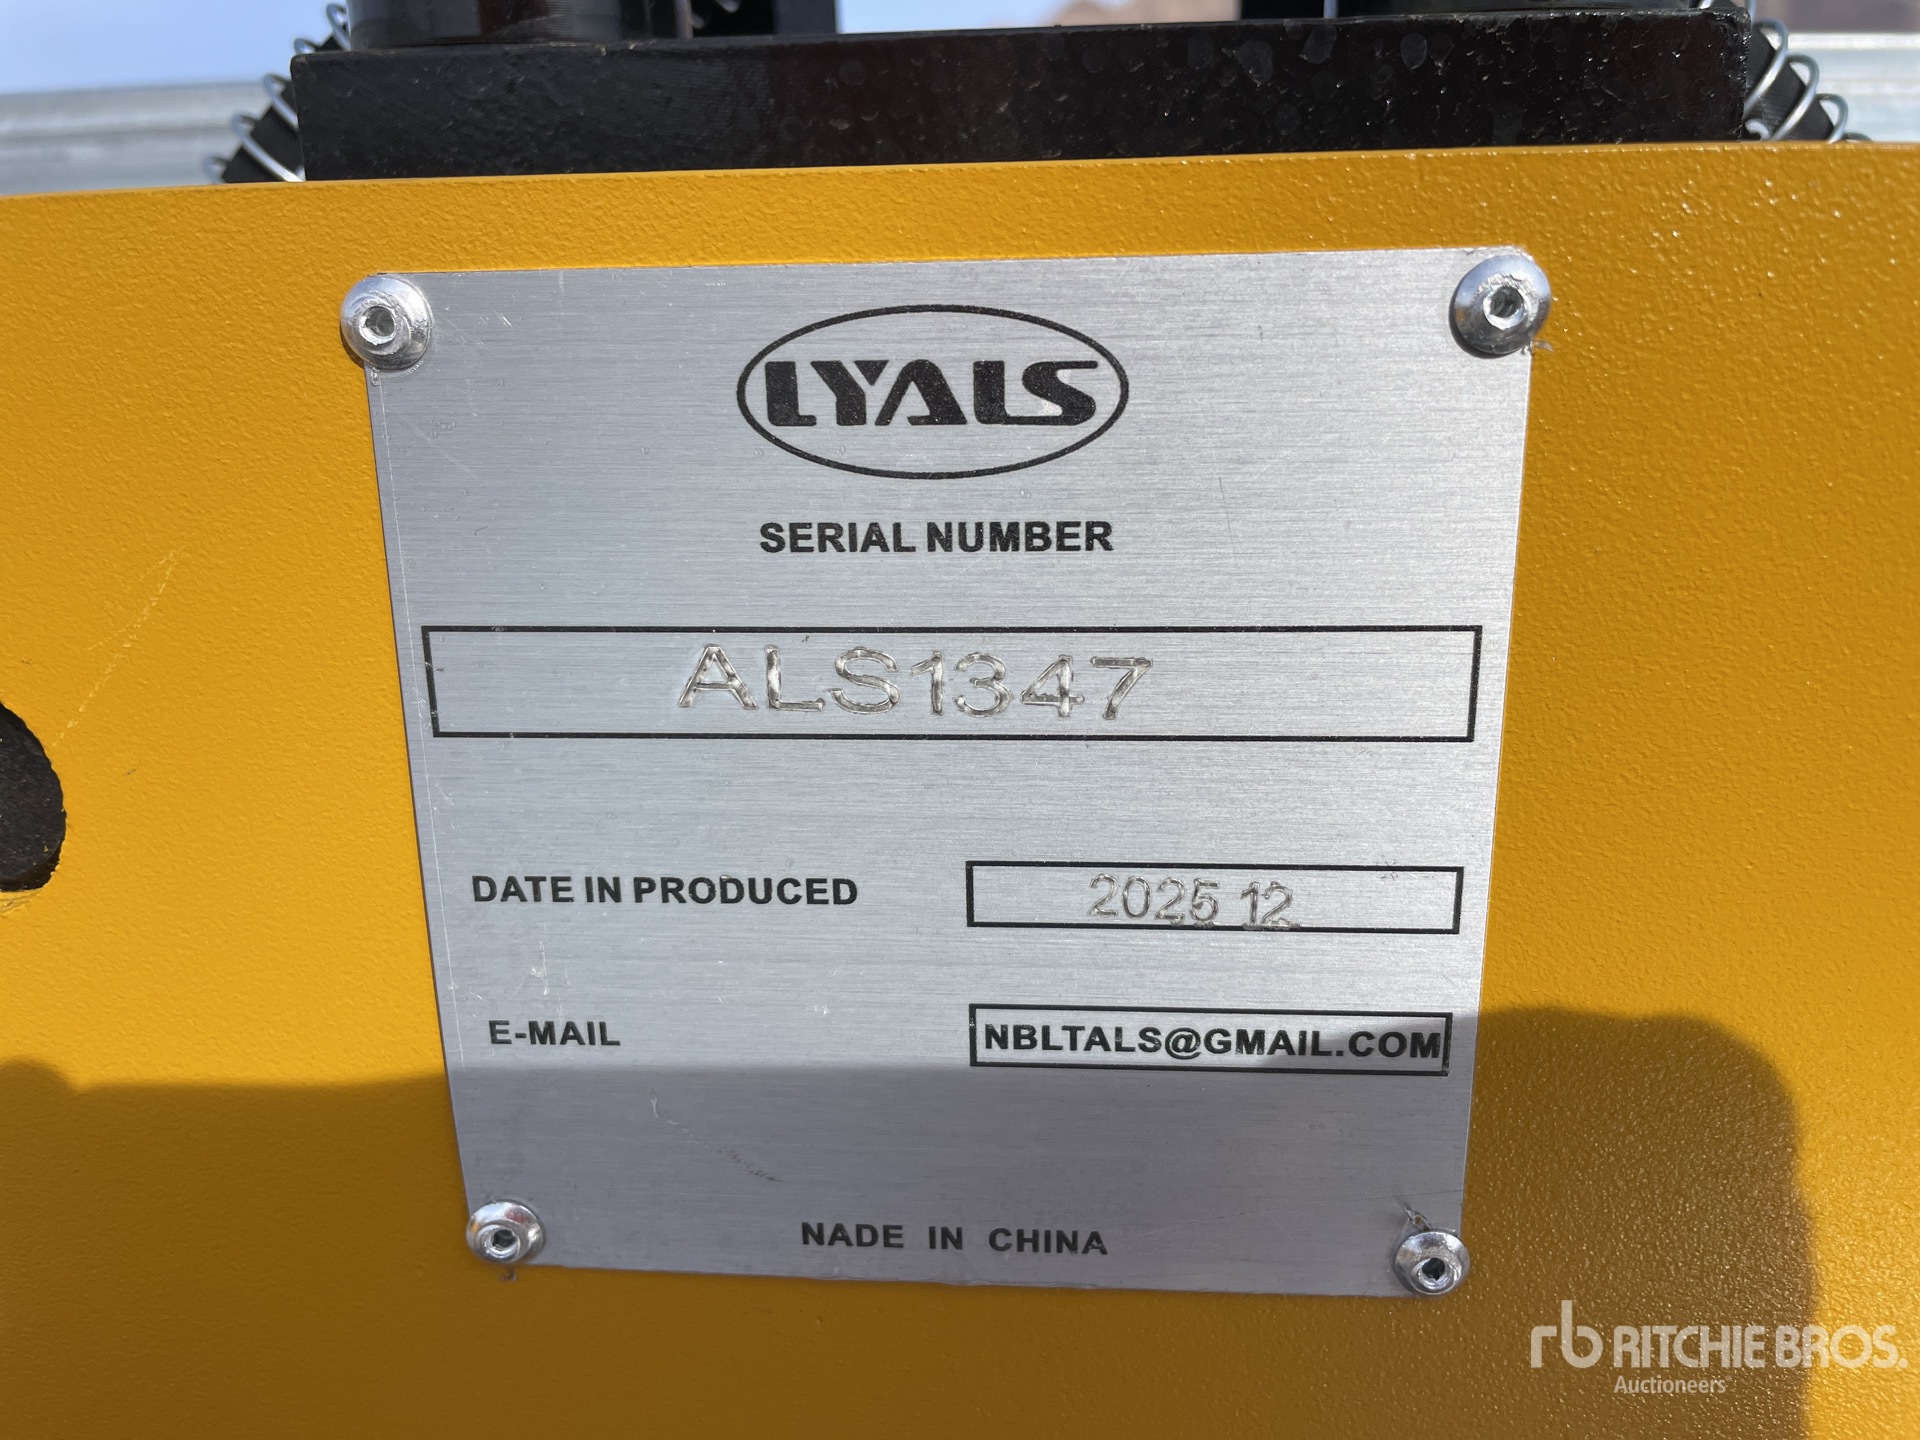 LYALS
SERIAL NUMBER
ALS1347
DATE IN PRODUCED 2025 12
E-MAIL NBLTALS@GMAIL.COM
NADE IN CHINA
rb RITCHIE BROS.
Auctioneers